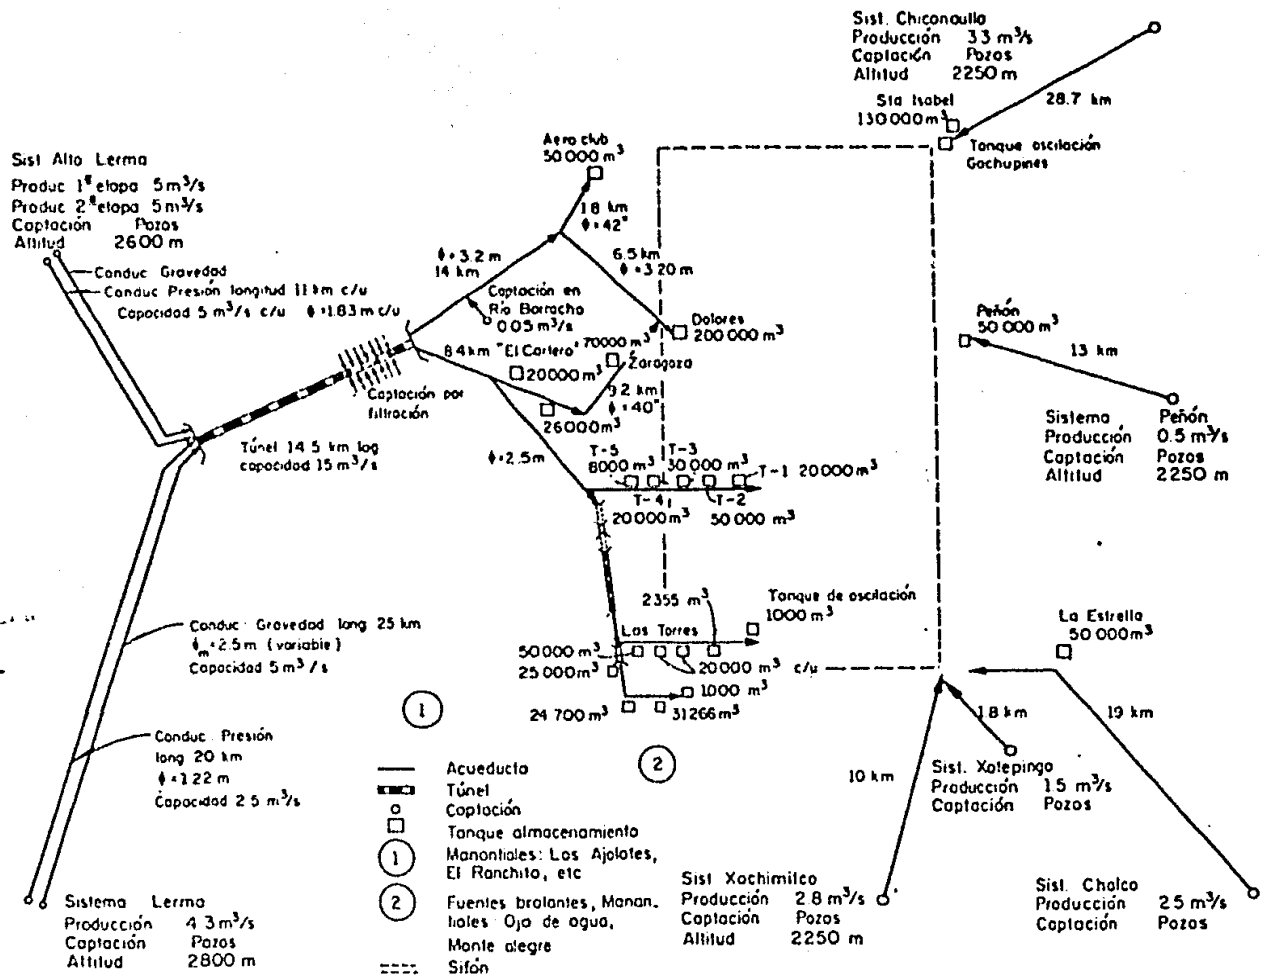 Sist. Chiconautla
Producción 3.3 m³/s
Captación Pozos
Altitud 2250 m
Sta Isabel
130 000 m³
28.7 km
Tanque oscilación
Gachupines
Aero club
50 000 m³
Sist Alto Lerma
Produc 1ª etapa 5 m³/s
Produc 2ª etapa 5 m³/s
Captación Pozos
Altitud 2600 m
1.8 km
ϕ=42"
6.5 km
ϕ=3.20 m
ϕ=3.2 m
14 km
Conduc Gravedad
Conduc Presión longitud 11 km c/u
Capacidad 5 m³/s c/u ϕ=1.83 m c/u
Captación en
Río Borracho
0.05 m³/s
Dolores
200 000 m³
Peñón
50 000 m³
13 km
8.4 km "El Cartero"
70000 m³
Zaragoza
20000 m³
9.2 km
ϕ=40"
26000 m³
Captación por
filtración
Túnel 14.5 km log
capacidad 15 m³/s
Sistema Peñón
Producción 0.5 m³/s
Captación Pozos
Altitud 2250 m
ϕ=2.5 m
T-5
8000 m³
T-3
30 000 m³
T-1 20000 m³
T-4
20000 m³
T-2
50 000 m³
2355 m³
Tanque de oscilación
1000 m³
Las Torres
La Estrella
50 000 m³
Conduc Gravedad long 25 km
ϕm=2.5 m (variable)
Capacidad 5 m³/s
50000 m³
25 000 m³
20000 m³ c/u
1000 m³
24 700 m³
31266 m³
1
2
Conduc Presión
long 20 km
ϕ=1.22 m
Capacidad 2.5 m³/s
10 km
1.8 km
19 km
Sist. Xotepingo
Producción 1.5 m³/s
Captación Pozos
Acueducto
Túnel
Captación
Tanque almacenamiento
1
Manantiales: Los Ajolotes,
El Ranchito, etc
2
Fuentes brotantes, Manan-
tiales Ojo de agua,
Monte alegre
Sifón
Sistema Lerma
Producción 4.3 m³/s
Captación Pozos
Altitud 2800 m
Sist Xochimilco
Producción 2.8 m³/s
Captación Pozos
Altitud 2250 m
Sist. Chalco
Producción 2.5 m³/s
Captación Pozos